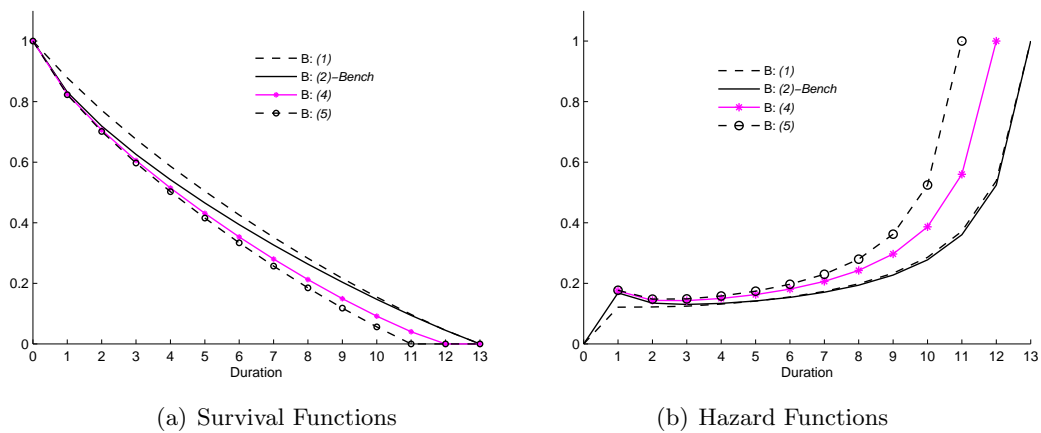 1
0.8
0.6
0.4
0.2
0
0 1 2 3 4 5 6 7 8 9 10 11 12 13
Duration
B: (1)
B: (2)–Bench
B: (4)
B: (5)
(a) Survival Functions
1
0.8
0.6
0.4
0.2
0
0 1 2 3 4 5 6 7 8 9 10 11 12 13
Duration
B: (1)
B: (2)–Bench
B: (4)
B: (5)
(b) Hazard Functions